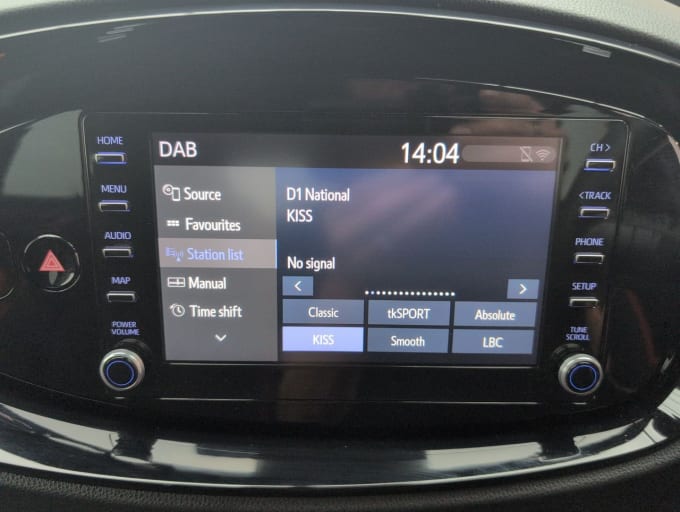 DAB
14:04
HOME
MENU
AUDIO
MAP
POWER
VOLUME
Source
Favourites
Station list
Manual
Time shift
D1 National
KISS
No signal
<
>
Classic
tkSPORT
Absolute
KISS
Smooth
LBC
CH >
< TRACK
PHONE
SETUP
TUNE
SCROLL